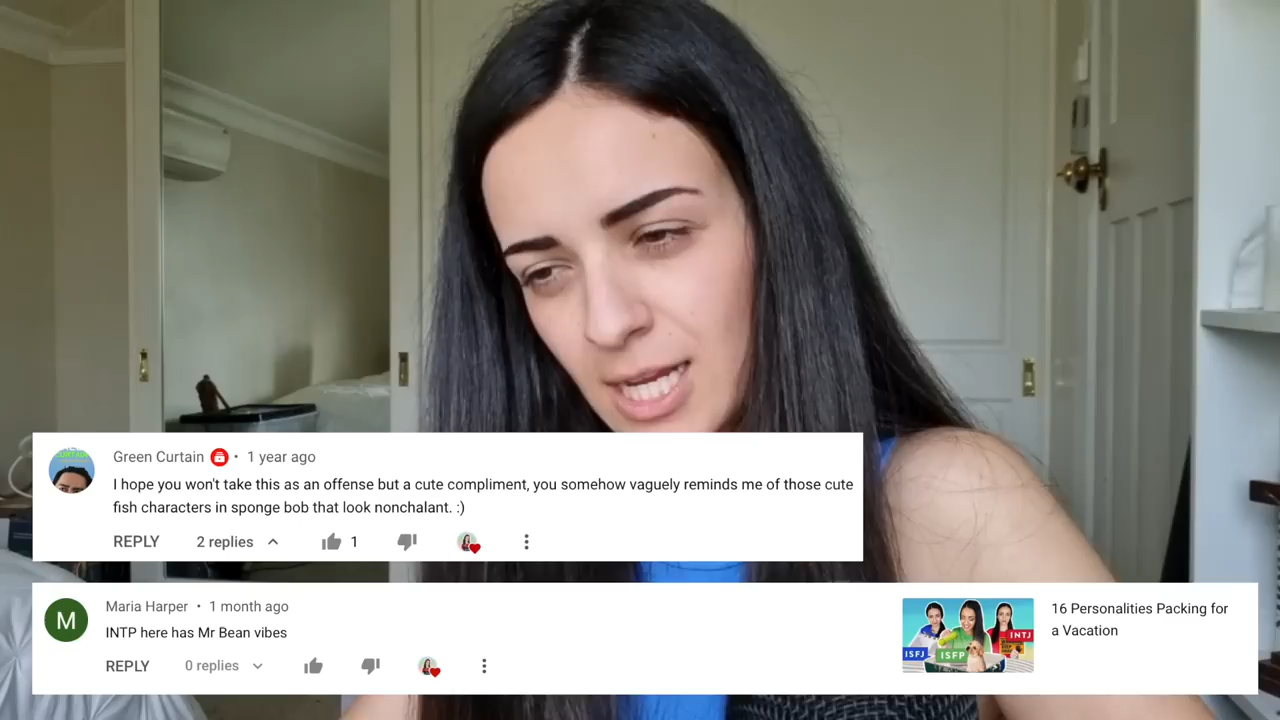 Green Curtain • 1 year ago
I hope you won't take this as an offense but a cute compliment, you somehow vaguely reminds me of those cute
fish characters in sponge bob that look nonchalant. :)
REPLY 2 replies 1
M
Maria Harper • 1 month ago
INTP here has Mr Bean vibes
REPLY 0 replies
ISFJ
ISFP
INTJ
16 Personalities Packing for
a Vacation